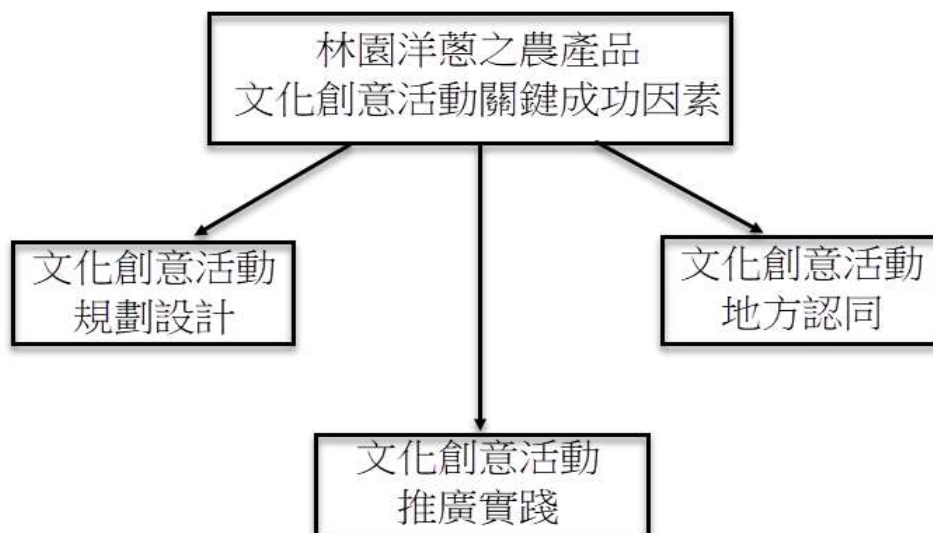 林園洋蔥之農產品
文化創意活動關鍵成功因素
文化創意活動
規劃設計
文化創意活動
地方認同
文化創意活動
推廣實踐